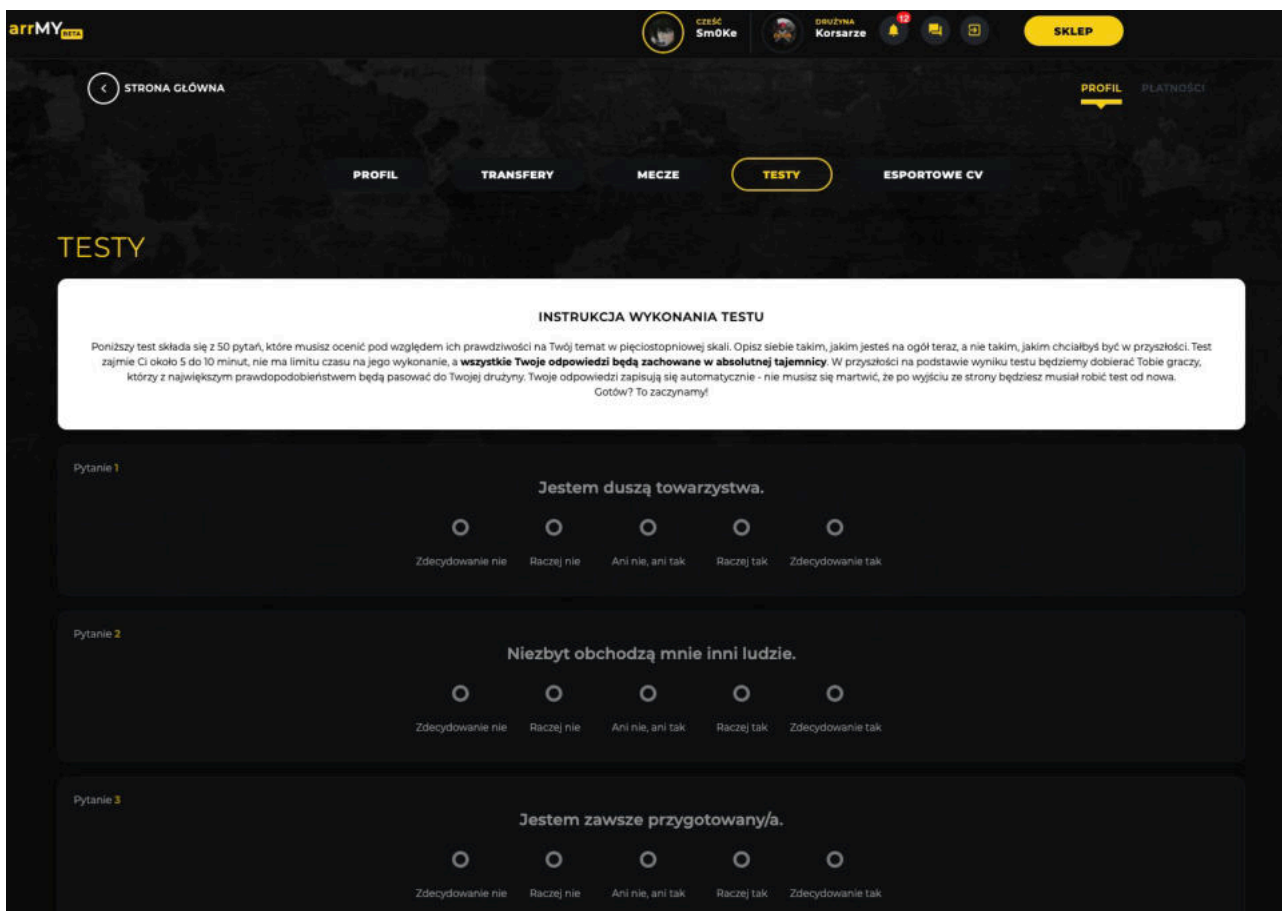 arrMY BETA
CZEŚĆ
Sm0Ke
DRUŻYNA
Korsarze
12
SKLEP
STRONA GŁÓWNA
PROFIL PŁATNOŚCI
PROFIL TRANSFERY MECZE TESTY ESPORTOWE CV
TESTY
INSTRUKCJA WYKONANIA TESTU
Poniższy test składa się z 50 pytań, które musisz ocenić pod względem ich prawdziwości na Twój temat w pięciostopniowej skali. Opisz siebie takim, jakim jesteś na ogół teraz, a nie takim, jakim chciałbyś być w przyszłości. Test
zajmie Ci około 5 do 10 minut, nie ma limitu czasu na jego wykonanie, a wszystkie Twoje odpowiedzi będą zachowane w absolutnej tajemnicy. W przyszłości na podstawie wyniku testu będziemy dobierać Tobie graczy,
którzy z największym prawdopodobieństwem będą pasować do Twojej drużyny. Twoje odpowiedzi zapisują się automatycznie - nie musisz się martwić, że po wyjściu ze strony będziesz musiał robić test od nowa.
Gotów? To zaczynamy!
Pytanie 1
Jestem duszą towarzystwa.
Zdecydowanie nie Raczej nie Ani nie, ani tak Raczej tak Zdecydowanie tak
Pytanie 2
Niezbyt obchodzą mnie inni ludzie.
Zdecydowanie nie Raczej nie Ani nie, ani tak Raczej tak Zdecydowanie tak
Pytanie 3
Jestem zawsze przygotowany/a.
Zdecydowanie nie Raczej nie Ani nie, ani tak Raczej tak Zdecydowanie tak